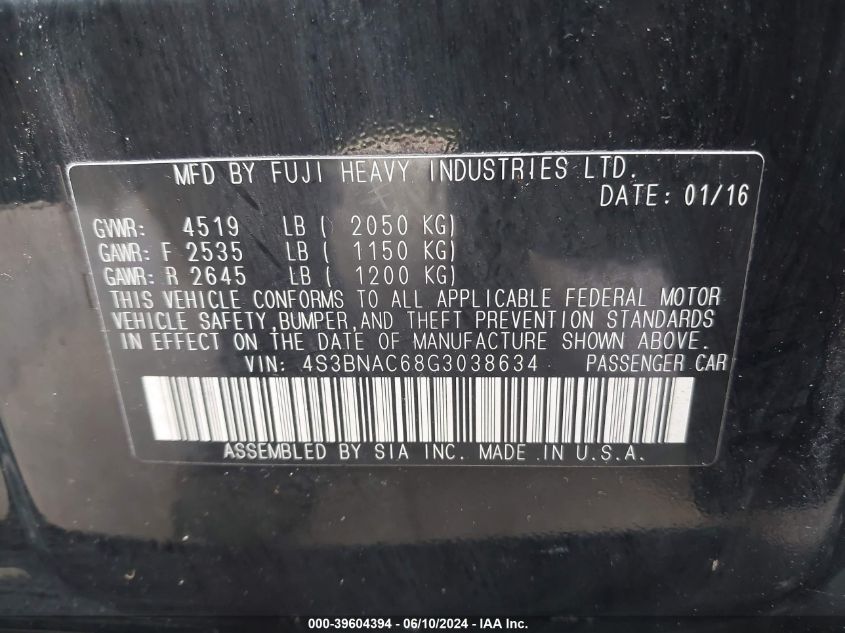 MFD BY FUJI HEAVY INDUSTRIES LTD.
DATE: 01/16
GVWR: 4519 LB ( 2050 KG)
GAWR: F 2535 LB ( 1150 KG)
GAWR: R 2645 LB ( 1200 KG)
THIS VEHICLE CONFORMS TO ALL APPLICABLE FEDERAL MOTOR
VEHICLE SAFETY,BUMPER,AND THEFT PREVENTION STANDARDS
IN EFFECT ON THE DATE OF MANUFACTURE SHOWN ABOVE.
VIN: 4S3BNAC68G3038634 PASSENGER CAR
ASSEMBLED BY SIA INC. MADE IN U.S.A.
000-39604394 - 06/10/2024 - IAA Inc.